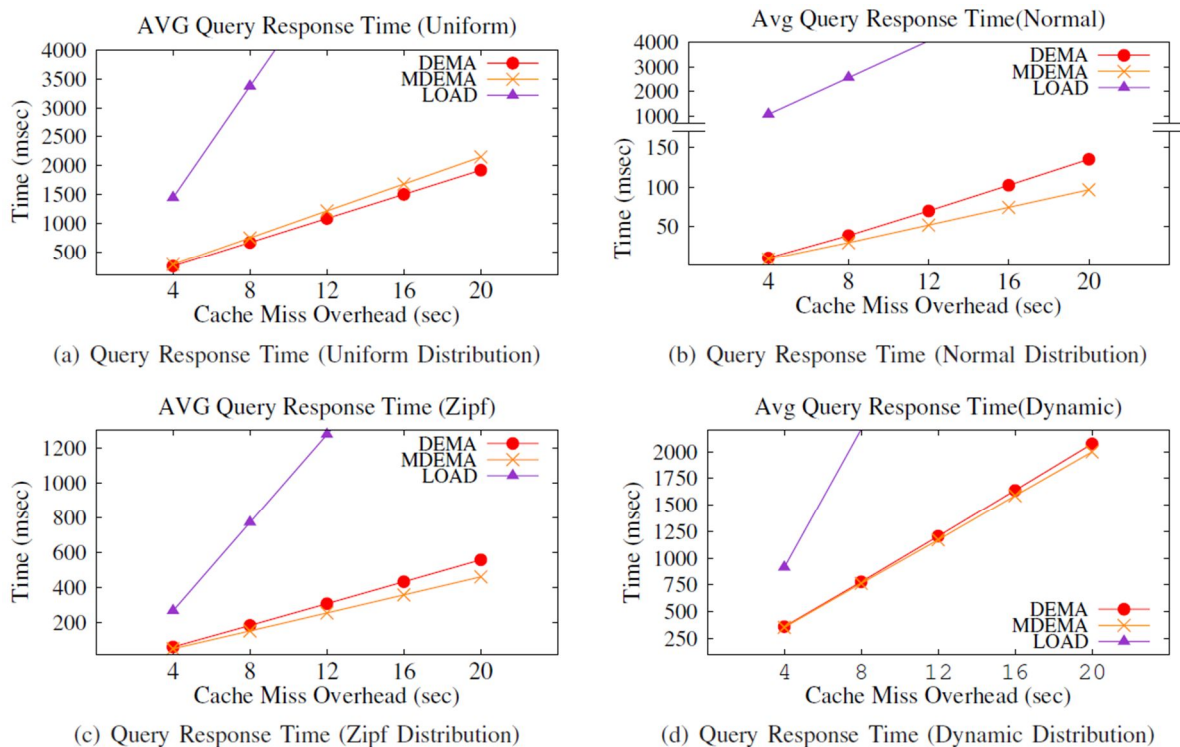 AVG Query Response Time (Uniform)
4000
3500
3000
2500
2000
1500
1000
500
Time (msec)
DEMA
MDEMA
LOAD
4 8 12 16 20
Cache Miss Overhead (sec)
(a) Query Response Time (Uniform Distribution)
Avg Query Response Time(Normal)
4000
3000
2000
1000
150
100
50
Time (msec)
DEMA
MDEMA
LOAD
4 8 12 16 20
Cache Miss Overhead (sec)
(b) Query Response Time (Normal Distribution)
AVG Query Response Time (Zipf)
1200
1000
800
600
400
200
Time (msec)
DEMA
MDEMA
LOAD
4 8 12 16 20
Cache Miss Overhead (sec)
(c) Query Response Time (Zipf Distribution)
Avg Query Response Time(Dynamic)
2000
1750
1500
1250
1000
750
500
250
Time (msec)
DEMA
MDEMA
LOAD
4 8 12 16 20
Cache Miss Overhead (sec)
(d) Query Response Time (Dynamic Distribution)